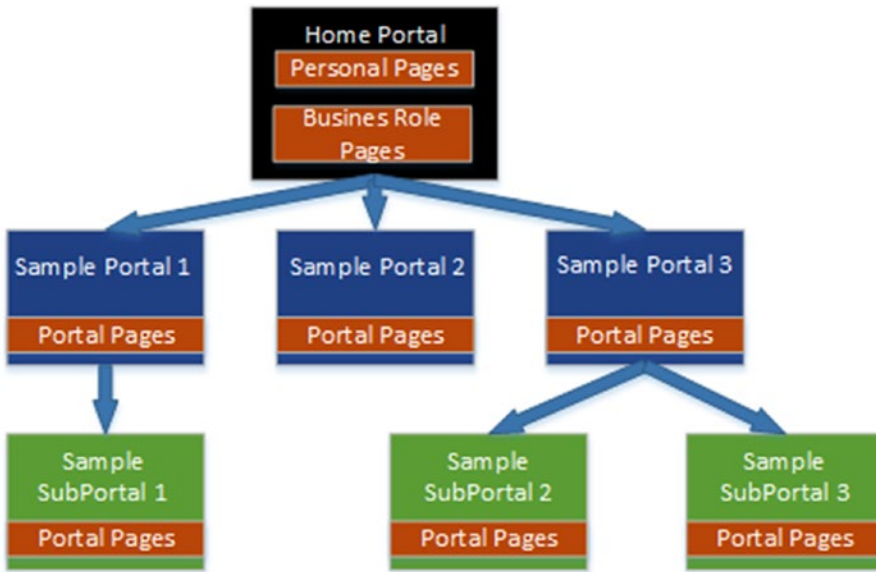 Home Portal
Personal Pages
Busines Role
Pages
Sample Portal 1
Portal Pages
Sample Portal 2
Portal Pages
Sample Portal 3
Portal Pages
Sample
SubPortal 1
Portal Pages
Sample
SubPortal 2
Portal Pages
Sample
SubPortal 3
Portal Pages